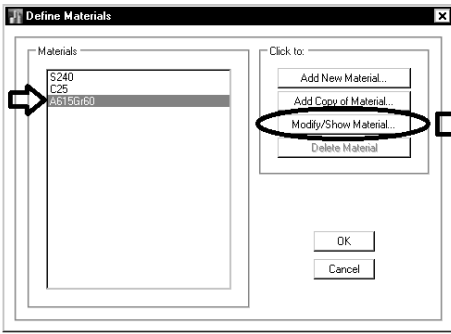 Define Materials
Materials
S240
C25
A615Gr60
Click to:
Add New Material...
Add Copy of Material...
Modify/Show Material...
Delete Material
OK
Cancel